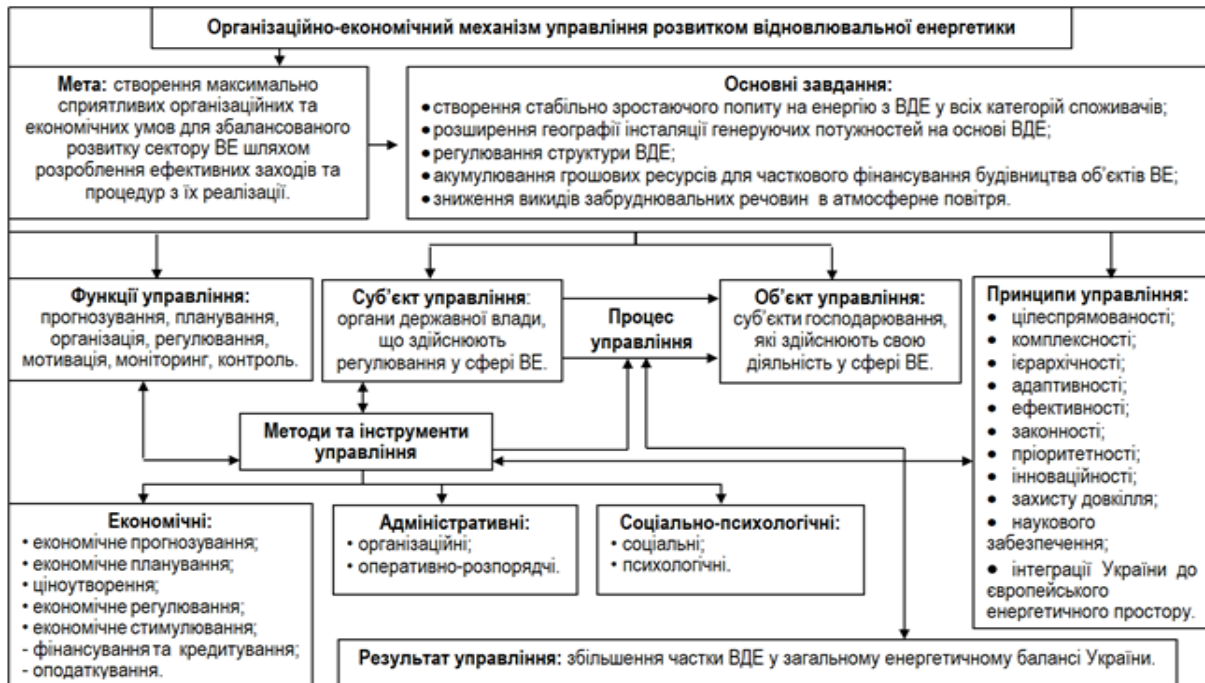 Організаційно-економічний механізм управління розвитком відновлювальної енергетики
Мета: створення максимально
сприятливих організаційних та
економічних умов для збалансованого
розвитку сектору ВЕ шляхом
розроблення ефективних заходів та
процедур з їх реалізації.
Основні завдання:
• створення стабільно зростаючого попиту на енергію з ВДЕ у всіх категорій споживачів;
• розширення географії інсталяції генеруючих потужностей на основі ВДЕ;
• регулювання структури ВДЕ;
• акумулювання грошових ресурсів для часткового фінансування будівництва об’єктів ВЕ;
• зниження викидів забруднювальних речовин в атмосферне повітря.
Функції управління:
прогнозування, планування,
організація, регулювання,
мотивація, моніторинг, контроль.
Суб’єкт управління:
органи державної влади,
що здійснюють
регулювання у сфері ВЕ.
Процес
управління
Об’єкт управління:
суб’єкти господарювання,
які здійснюють свою
діяльність у сфері ВЕ.
Принципи управління:
• цілеспрямованості;
• комплексності;
• ієрархічності;
• адаптивності;
• ефективності;
• законності;
• пріоритетності;
• інноваційності;
• захисту довкілля;
• наукового
забезпечення;
• інтеграції України до
європейського
енергетичного простору.
Методи та інструменти
управління
Економічні:
• економічне прогнозування;
• економічне планування;
• ціноутворення;
• економічне регулювання;
• економічне стимулювання;
- фінансування та кредитування;
- оподаткування.
Адміністративні:
• організаційні;
• оперативно-розпорядчі.
Соціально-психологічні:
• соціальні;
• психологічні.
Результат управління: збільшення частки ВДЕ у загальному енергетичному балансі України.